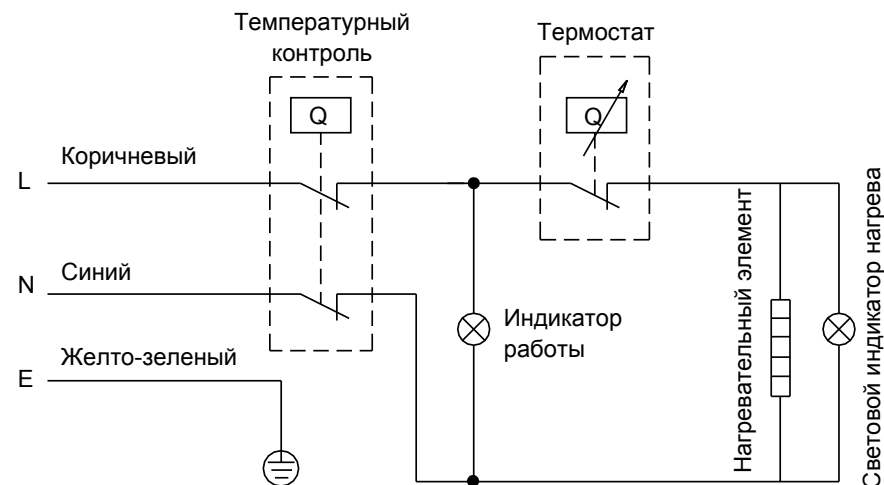 Температурный
контроль
Термостат
Q
Q
L
Коричневый
N
Синий
E
Желто-зеленый
Индикатор
работы
Нагревательный элемент
Световой индикатор нагрева